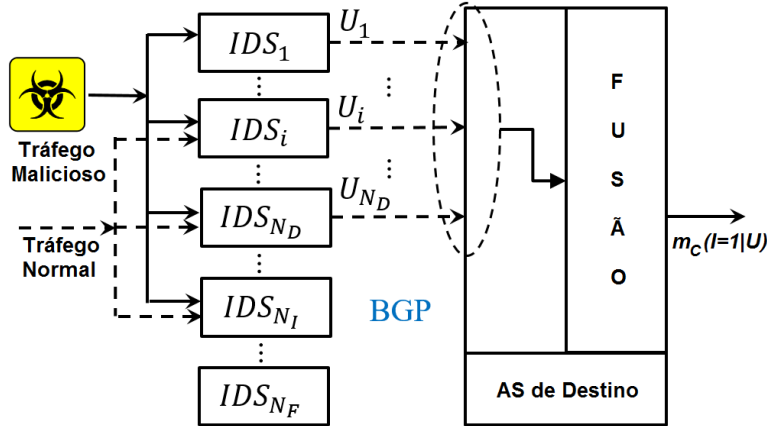 IDS1
U1
IDSi
Ui
Tráfego
Malicioso
IDSND
UND
Tráfego
Normal
IDSNI
BGP
IDSNF
F
U
S
Ã
O
AS de Destino
mC(I=1|U)